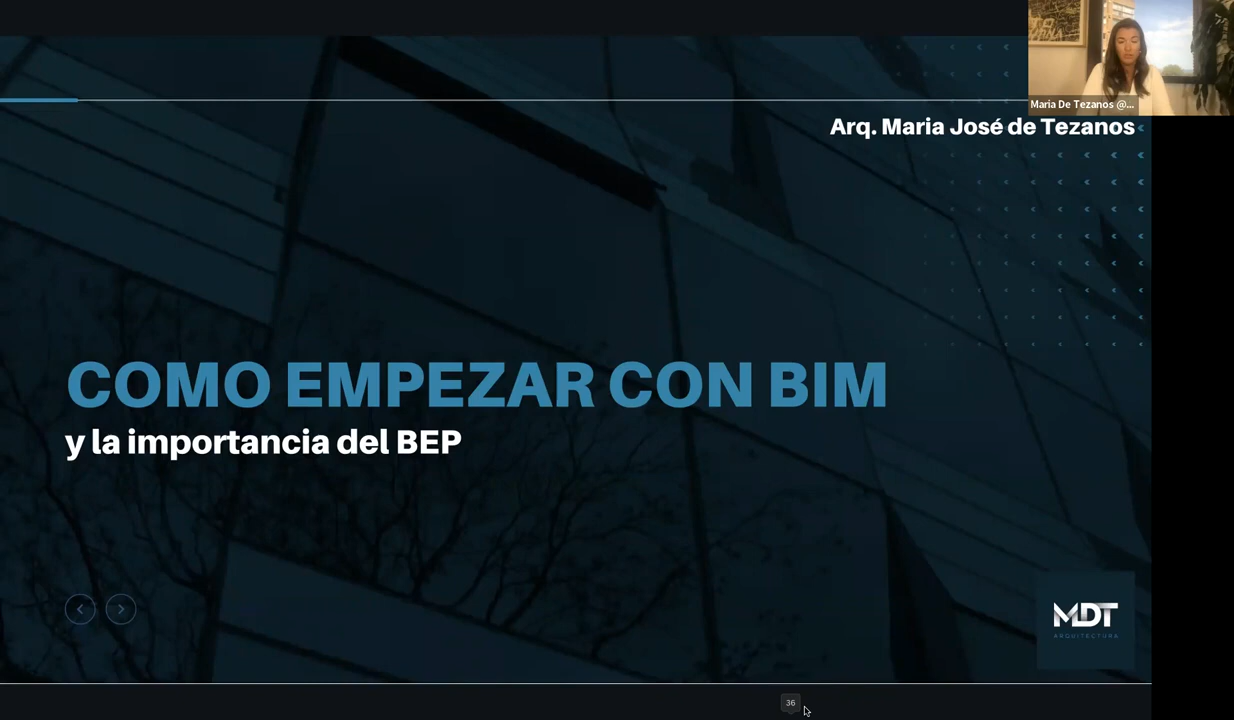 Maria De Tezanos @...
Arq. Maria José de Tezanos
COMO EMPEZAR CON BIM
y la importancia del BEP
MDT
ARQUITECTURA
36